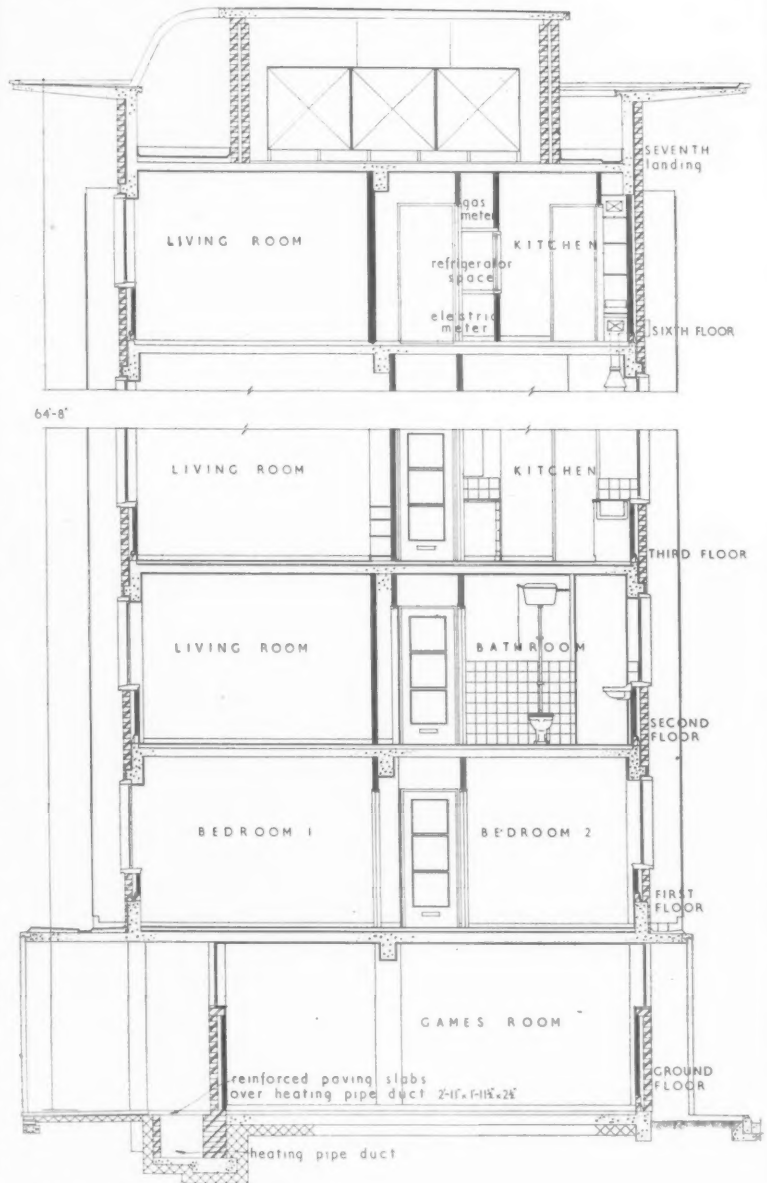 SEVENTH
landing
LIVING ROOM
gas
meter
KITCHEN
refrigerator
space
electric
meter
SIXTH FLOOR
64'-8"
LIVING ROOM
KITCHEN
THIRD FLOOR
LIVING ROOM
BATHROOM
SECOND
FLOOR
BEDROOM 1
BEDROOM 2
FIRST
FLOOR
GAMES ROOM
GROUND
FLOOR
reinforced paving slabs
over heating pipe duct
heating pipe duct